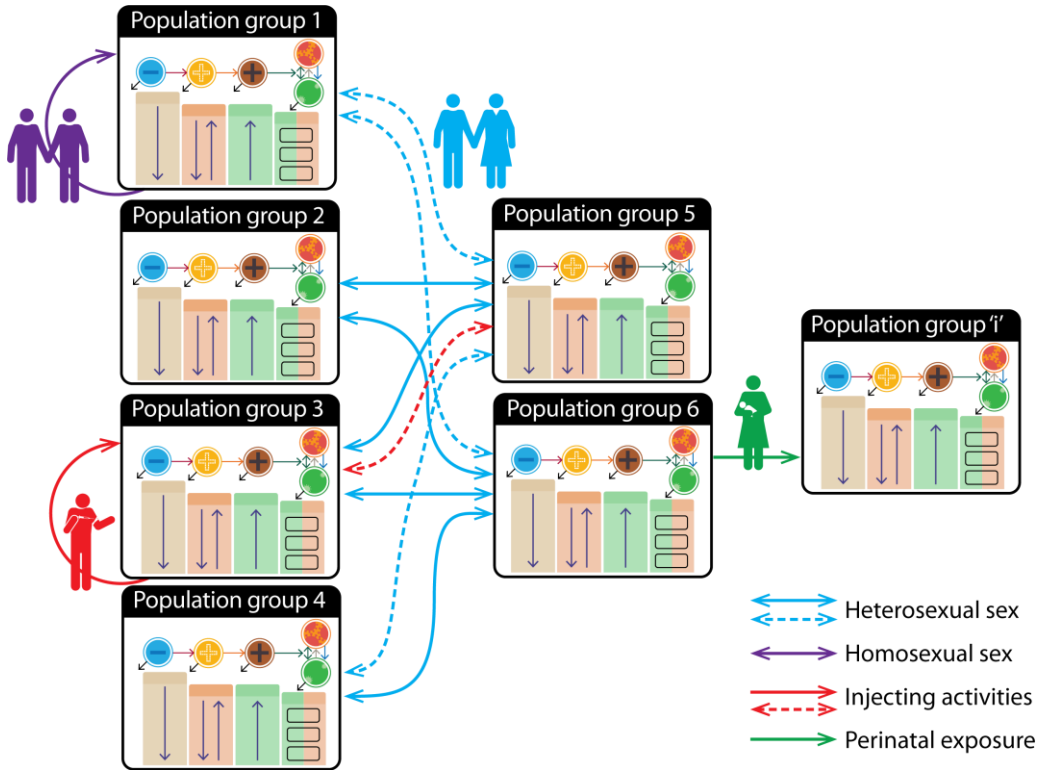 Population group 1
Population group 2
Population group 3
Population group 4
Population group 5
Population group 6
Population group 'i'
Heterosexual sex
Homosexual sex
Injecting activities
Perinatal exposure